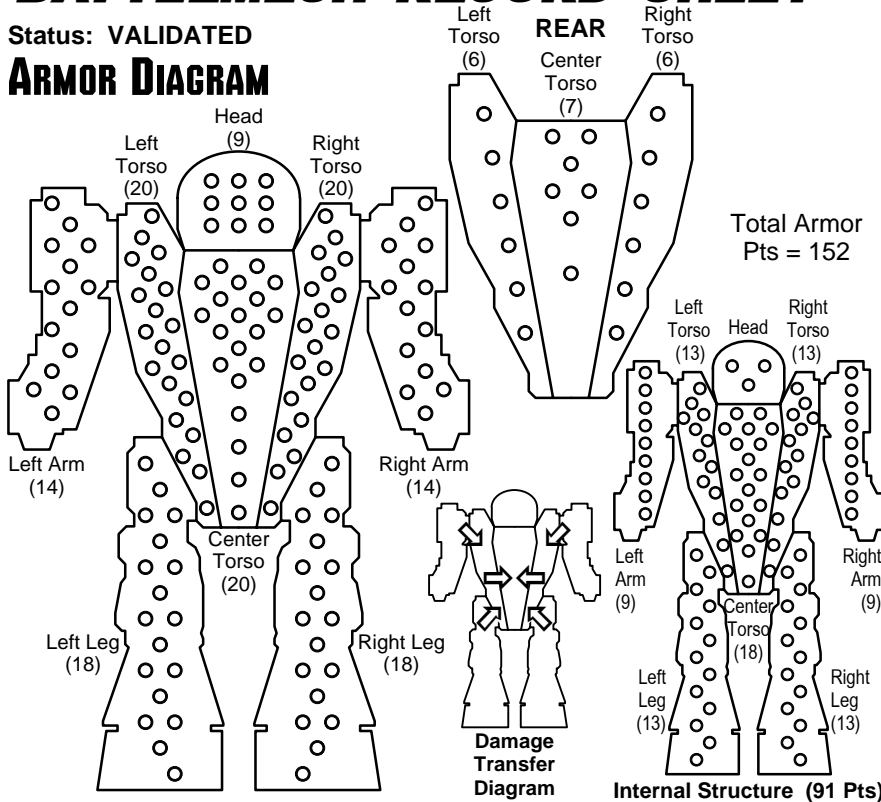 BATTLEMECH RECORD SHEET
Status: VALIDATED
ARMOR DIAGRAM
Head
(9)
Left
Torso
(20)
Right
Torso
(20)
Left Arm
(14)
Right Arm
(14)
Center
Torso
(20)
Left Leg
(18)
Right Leg
(18)
REAR
Left
Torso
(6)
Center
Torso
(7)
Right
Torso
(6)
Total Armor
Pts = 152
Left
Torso
(13)
Head
Right
Torso
(13)
Left
Arm
(9)
Right
Arm
(9)
Center
Torso
(18)
Left
Leg
(13)
Right
Leg
(13)
Damage
Transfer
Diagram
Internal Structure (91 Pts)